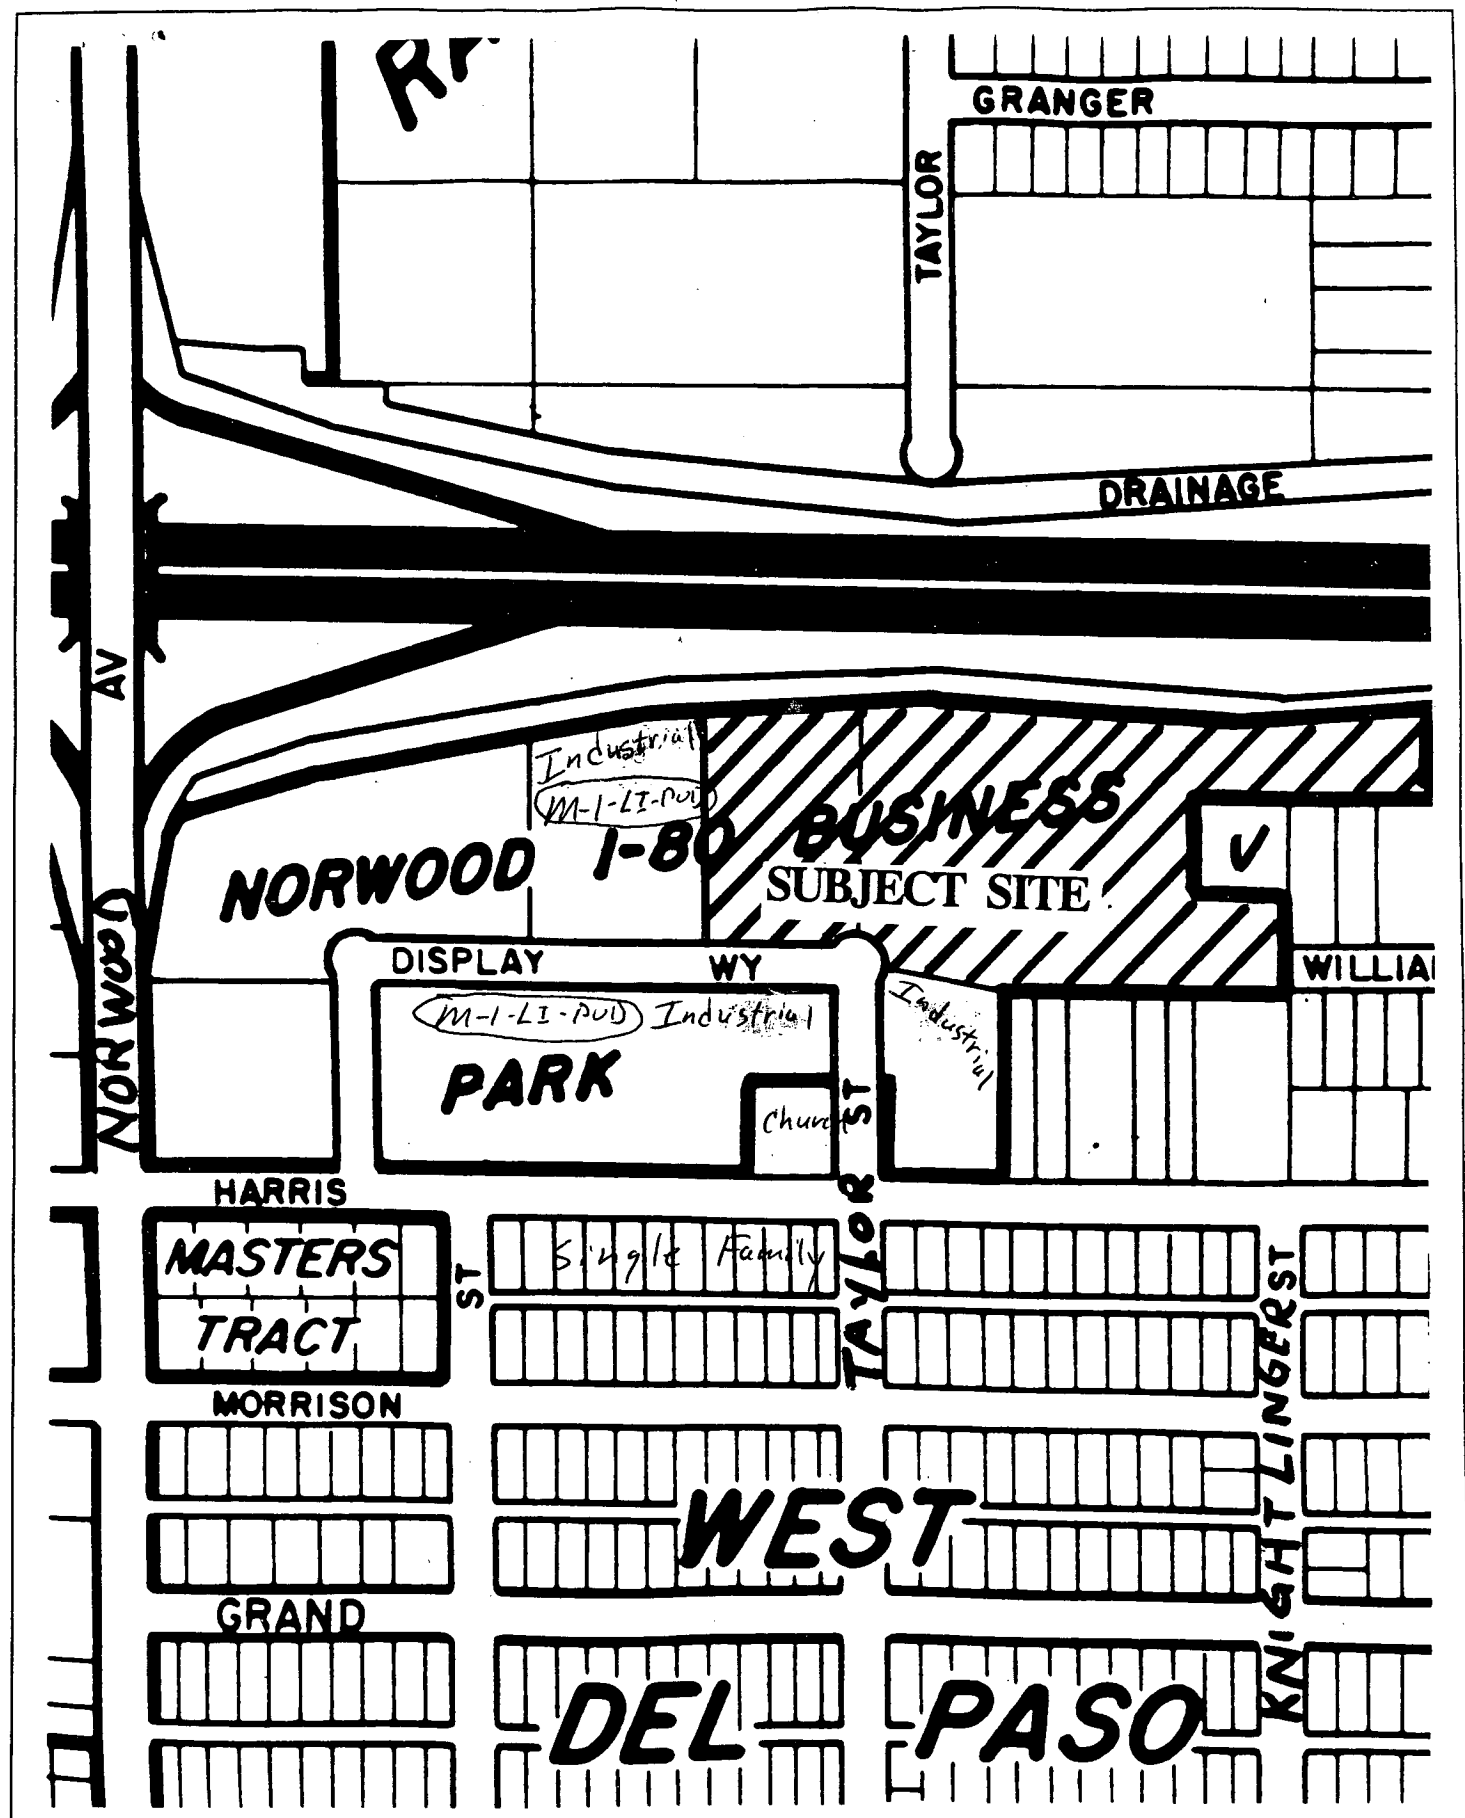 GRANGER
TAYLOR
DRAINAGE
AV
Industrial
M-1-LI-PUD
NORWOOD I-80 BUSINESS
V
SUBJECT SITE
NORWOOD
DISPLAY WY
WILLIA
M-1-LI-PUD Industrial
Industrial
PARK
Church
ST
TAYLOR
HARRIS
MASTERS
TRACT
ST
Single Family
ST
KNIGHTLINGER
MORRISON
WEST
GRAND
DEL PASO